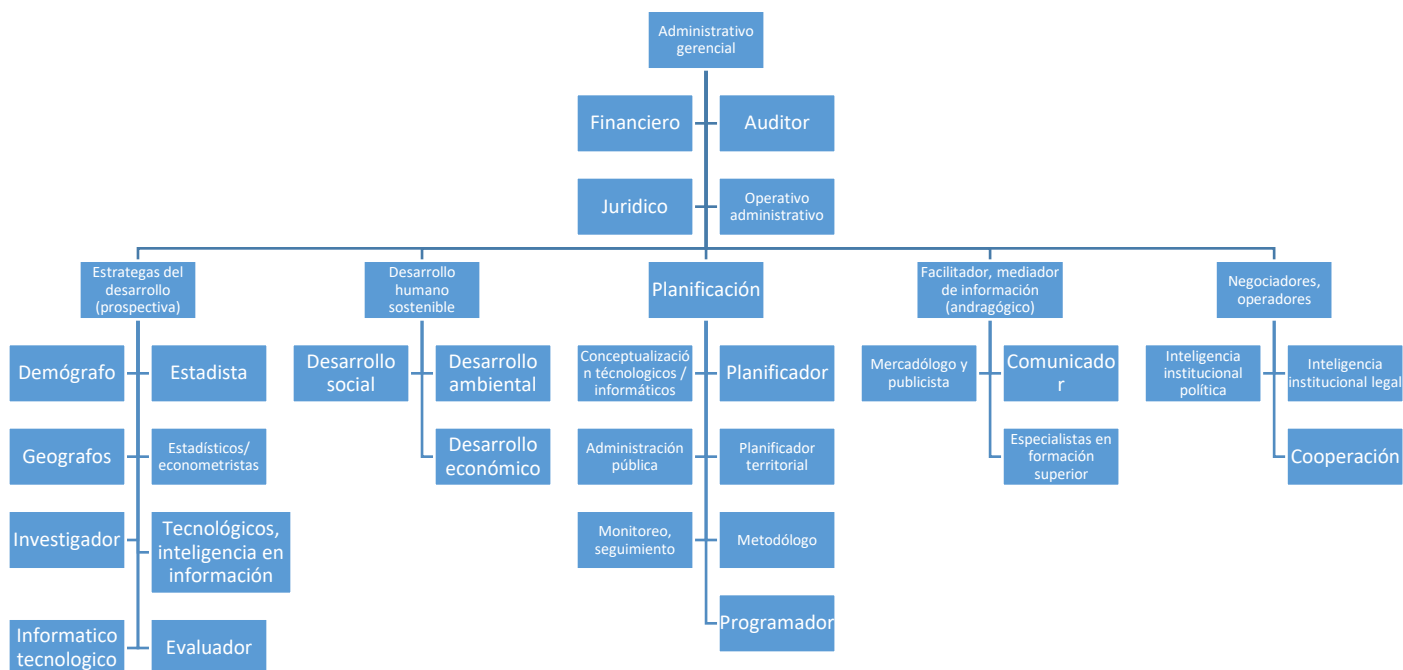 Administrativo
gerencial
Financiero
Auditor
Juridico
Operativo
administrativo
Estrategas del
desarrollo
(prospectiva)
Desarrollo
humano
sostenible
Planificación
Facilitador, mediador
de información
(andragógico)
Negociadores,
operadores
Demógrafo
Estadista
Desarrollo
social
Desarrollo
ambiental
Conceptualizació
n técnologicos /
informáticos
Planificador
Mercadólogo y
publicista
Comunicado
r
Inteligencia
institucional
política
Inteligencia
institucional legal
Geografos
Estadísticos/
econometristas
Desarrollo
económico
Administración
pública
Planificador
territorial
Especialistas en
formación
superior
Cooperación
Investigador
Tecnológicos,
inteligencia en
información
Monitoreo,
seguimiento
Metodólogo
Informatico
tecnologico
Evaluador
Programador